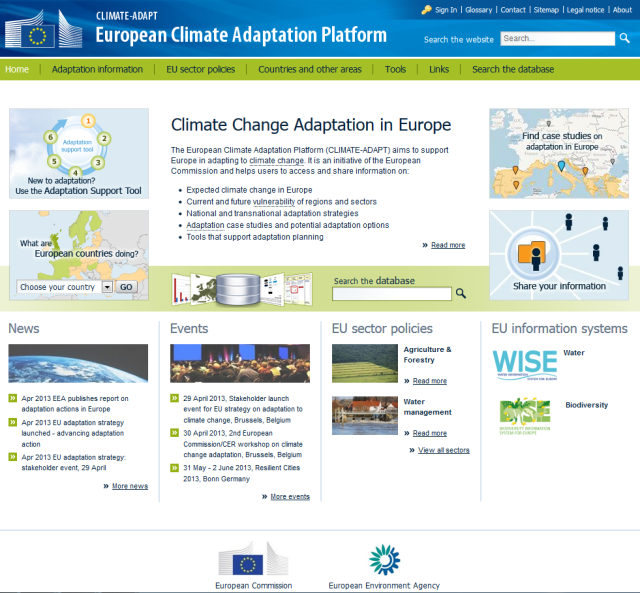 CLIMATE-ADAPT
European Climate Adaptation Platform
Sign In | Glossary | Contact | Sitemap | Legal notice | About
Search the website
Search...
Home | Adaptation information | EU sector policies | Countries and other areas | Tools | Links | Search the database
1
2
3
4
5
6
Adaptation
support tool
New to adaptation?
Use the Adaptation Support Tool
Climate Change Adaptation in Europe
The European Climate Adaptation Platform (CLIMATE-ADAPT) aims to support
Europe in adapting to climate change. It is an initiative of the European
Commission and helps users to access and share information on:
Expected climate change in Europe
Current and future vulnerability of regions and sectors
National and transnational adaptation strategies
Adaptation case studies and potential adaptation options
Tools that support adaptation planning
Read more
Find case studies on
adaptation in Europe
What are
European countries doing?
Choose your country
GO
Search the database
Share your information
News
Apr 2013 EEA publishes report on
adaptation actions in Europe
Apr 2013 EU adaptation strategy
launched - advancing adaptation
action
Apr 2013 EU adaptation strategy:
stakeholder event, 29 April
More news
Events
29 April 2013, Stakeholder launch
event for EU strategy on adaptation to
climate change, Brussels, Belgium
30 April 2013, 2nd European
Commission/CER workshop on climate
change adaptation, Brussels, Belgium
31 May - 2 June 2013, Resilient Cities
2013, Bonn Germany
More events
EU sector policies
Agriculture &
Forestry
Read more
Water
management
Read more
View all sectors
EU information systems
WISE
WATER INFORMATION
SYSTEM FOR EUROPE
Water
BISE
BIODIVERSITY INFORMATION
SYSTEM FOR EUROPE
Biodiversity
European Commission
European Environment Agency